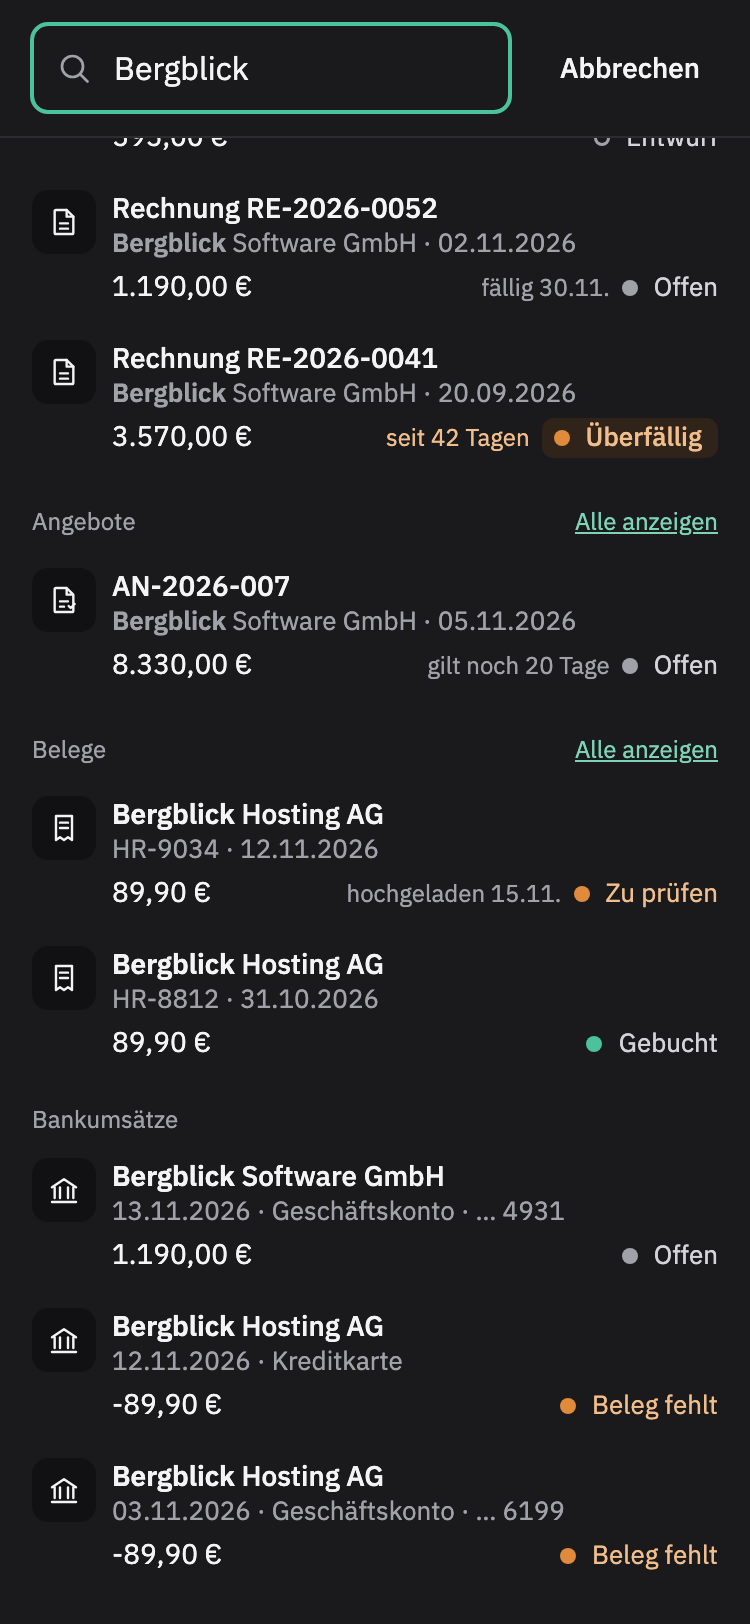 Bergblick
Abbrechen
595,00 €
Entwurf
Rechnung RE-2026-0052
Bergblick Software GmbH · 02.11.2026
1.190,00 € fällig 30.11. Offen
Rechnung RE-2026-0041
Bergblick Software GmbH · 20.09.2026
3.570,00 € seit 42 Tagen Überfällig
Angebote Alle anzeigen
AN-2026-007
Bergblick Software GmbH · 05.11.2026
8.330,00 € gilt noch 20 Tage Offen
Belege Alle anzeigen
Bergblick Hosting AG
HR-9034 · 12.11.2026
89,90 € hochgeladen 15.11. Zu prüfen
Bergblick Hosting AG
HR-8812 · 31.10.2026
89,90 € Gebucht
Bankumsätze
Bergblick Software GmbH
13.11.2026 · Geschäftskonto · ... 4931
1.190,00 € Offen
Bergblick Hosting AG
12.11.2026 · Kreditkarte
-89,90 € Beleg fehlt
Bergblick Hosting AG
03.11.2026 · Geschäftskonto · ... 6199
-89,90 € Beleg fehlt